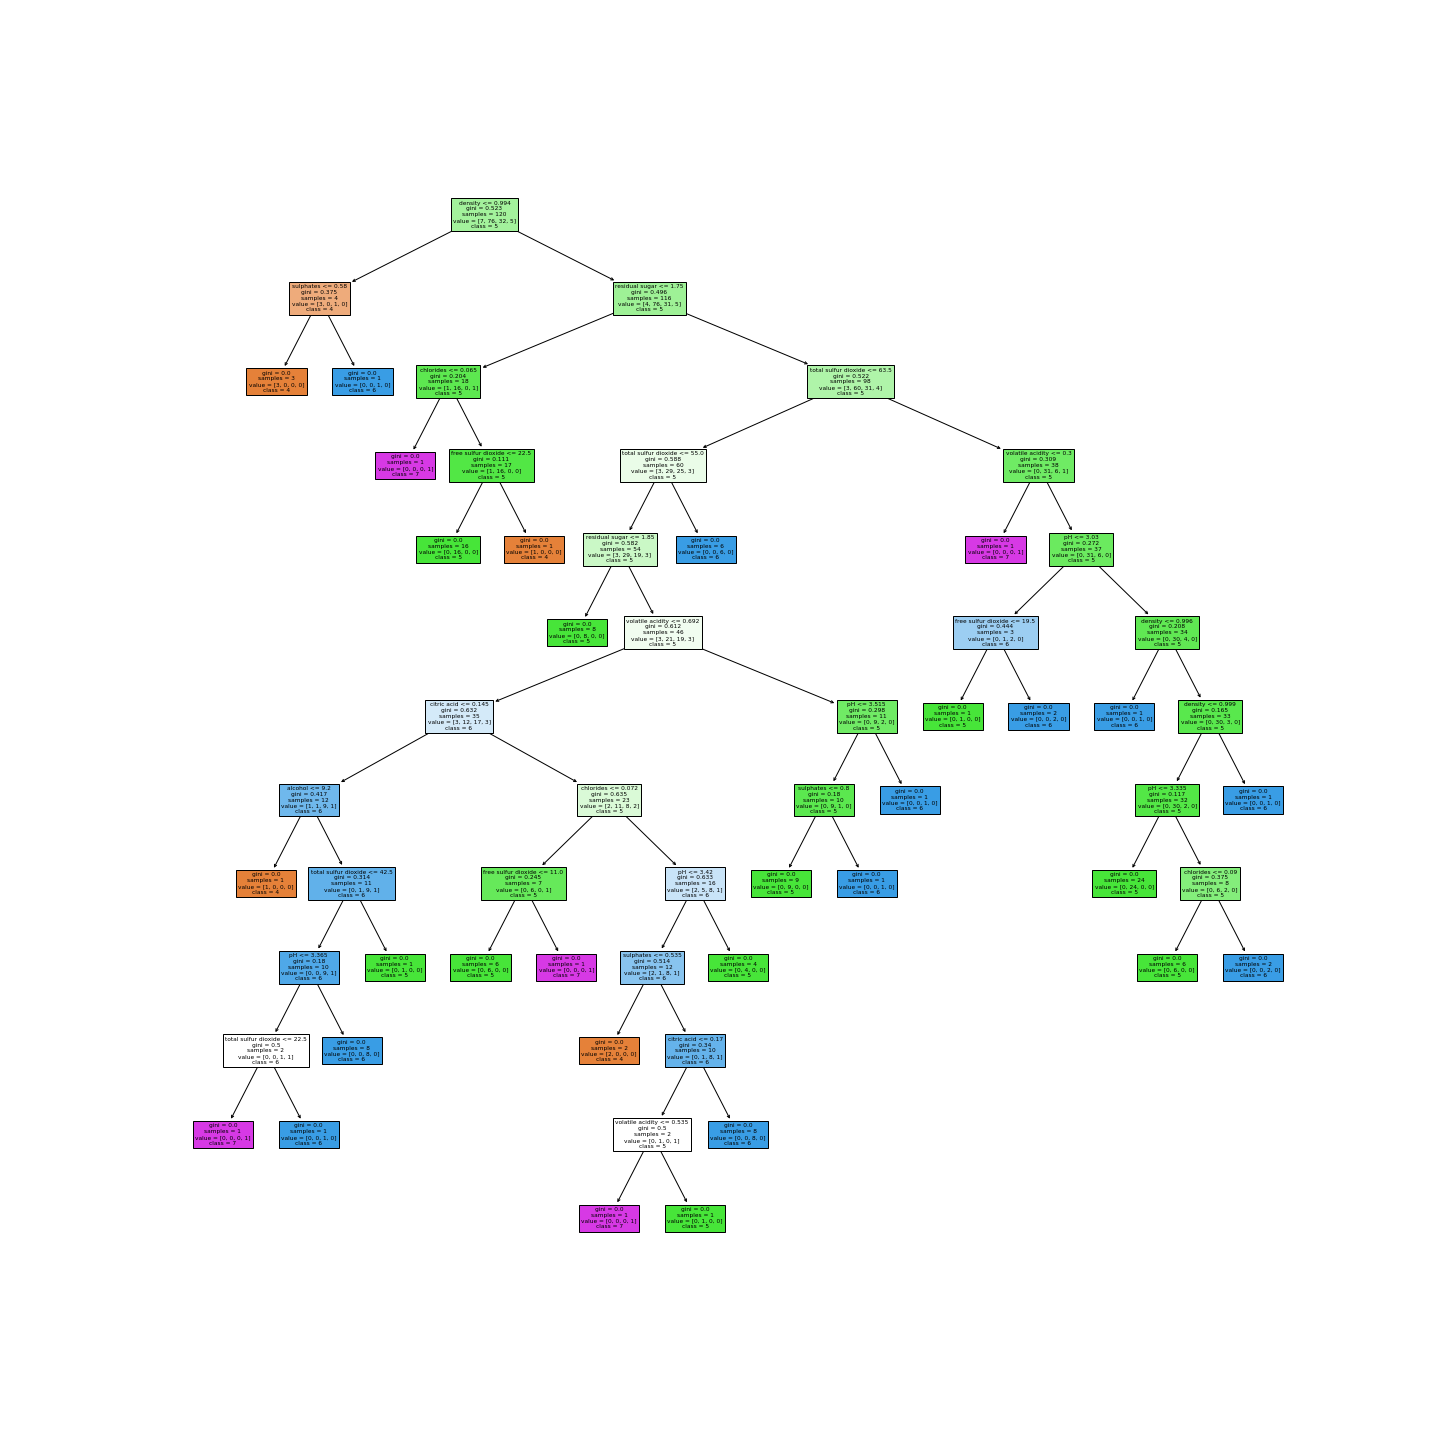 density <= 0.994
gini = 0.523
samples = 120
value = [7, 76, 32, 5]
class = 5
sulphates <= 0.58
gini = 0.375
samples = 4
value = [3, 0, 1, 0]
class = 4
residual sugar <= 1.75
gini = 0.496
samples = 116
value = [4, 76, 31, 5]
class = 5
gini = 0.0
samples = 3
value = [3, 0, 0, 0]
class = 4
gini = 0.0
samples = 1
value = [0, 0, 1, 0]
class = 6
chlorides <= 0.065
gini = 0.204
samples = 18
value = [1, 16, 0, 1]
class = 5
total sulfur dioxide <= 63.5
gini = 0.522
samples = 98
value = [3, 60, 31, 4]
class = 5
gini = 0.0
samples = 1
value = [0, 0, 0, 1]
class = 7
free sulfur dioxide <= 22.5
gini = 0.111
samples = 17
value = [1, 16, 0, 0]
class = 5
total sulfur dioxide <= 55.0
gini = 0.588
samples = 60
value = [3, 29, 25, 3]
class = 5
volatile acidity <= 0.3
gini = 0.309
samples = 38
value = [0, 31, 6, 1]
class = 5
gini = 0.0
samples = 16
value = [0, 16, 0, 0]
class = 5
gini = 0.0
samples = 1
value = [1, 0, 0, 0]
class = 4
residual sugar <= 1.85
gini = 0.582
samples = 54
value = [3, 29, 19, 3]
class = 5
gini = 0.0
samples = 6
value = [0, 0, 6, 0]
class = 6
gini = 0.0
samples = 1
value = [0, 0, 0, 1]
class = 7
pH <= 3.03
gini = 0.272
samples = 37
value = [0, 31, 6, 0]
class = 5
gini = 0.0
samples = 8
value = [0, 8, 0, 0]
class = 5
volatile acidity <= 0.692
gini = 0.612
samples = 46
value = [3, 21, 19, 3]
class = 5
free sulfur dioxide <= 19.5
gini = 0.444
samples = 3
value = [0, 1, 2, 0]
class = 6
density <= 0.996
gini = 0.208
samples = 34
value = [0, 30, 4, 0]
class = 5
citric acid <= 0.145
gini = 0.632
samples = 35
value = [3, 12, 17, 3]
class = 6
pH <= 3.515
gini = 0.298
samples = 11
value = [0, 9, 2, 0]
class = 5
gini = 0.0
samples = 1
value = [0, 1, 0, 0]
class = 5
gini = 0.0
samples = 2
value = [0, 0, 2, 0]
class = 6
gini = 0.0
samples = 1
value = [0, 0, 1, 0]
class = 6
density <= 0.999
gini = 0.165
samples = 33
value = [0, 30, 3, 0]
class = 5
alcohol <= 9.2
gini = 0.417
samples = 12
value = [1, 1, 9, 1]
class = 6
chlorides <= 0.072
gini = 0.635
samples = 23
value = [2, 11, 8, 2]
class = 5
sulphates <= 0.8
gini = 0.18
samples = 10
value = [0, 9, 1, 0]
class = 5
gini = 0.0
samples = 1
value = [0, 0, 1, 0]
class = 6
pH <= 3.335
gini = 0.117
samples = 32
value = [0, 30, 2, 0]
class = 5
gini = 0.0
samples = 1
value = [0, 0, 1, 0]
class = 6
gini = 0.0
samples = 1
value = [1, 0, 0, 0]
class = 4
total sulfur dioxide <= 42.5
gini = 0.314
samples = 11
value = [0, 1, 9, 1]
class = 6
free sulfur dioxide <= 11.0
gini = 0.245
samples = 7
value = [0, 6, 0, 1]
class = 5
pH <= 3.42
gini = 0.633
samples = 16
value = [2, 5, 8, 1]
class = 6
gini = 0.0
samples = 9
value = [0, 9, 0, 0]
class = 5
gini = 0.0
samples = 1
value = [0, 0, 1, 0]
class = 6
gini = 0.0
samples = 24
value = [0, 24, 0, 0]
class = 5
chlorides <= 0.09
gini = 0.375
samples = 8
value = [0, 6, 2, 0]
class = 5
pH <= 3.365
gini = 0.18
samples = 10
value = [0, 0, 9, 1]
class = 6
gini = 0.0
samples = 1
value = [0, 1, 0, 0]
class = 5
gini = 0.0
samples = 6
value = [0, 6, 0, 0]
class = 5
gini = 0.0
samples = 1
value = [0, 0, 0, 1]
class = 7
sulphates <= 0.535
gini = 0.514
samples = 12
value = [2, 1, 8, 1]
class = 6
gini = 0.0
samples = 4
value = [0, 4, 0, 0]
class = 5
gini = 0.0
samples = 6
value = [0, 6, 0, 0]
class = 5
gini = 0.0
samples = 2
value = [0, 0, 2, 0]
class = 6
total sulfur dioxide <= 22.5
gini = 0.5
samples = 2
value = [0, 0, 1, 1]
class = 6
gini = 0.0
samples = 8
value = [0, 0, 8, 0]
class = 6
gini = 0.0
samples = 2
value = [2, 0, 0, 0]
class = 4
citric acid <= 0.17
gini = 0.34
samples = 10
value = [0, 1, 8, 1]
class = 6
gini = 0.0
samples = 1
value = [0, 0, 0, 1]
class = 7
gini = 0.0
samples = 1
value = [0, 0, 1, 0]
class = 6
volatile acidity <= 0.535
gini = 0.5
samples = 2
value = [0, 1, 0, 1]
class = 5
gini = 0.0
samples = 8
value = [0, 0, 8, 0]
class = 6
gini = 0.0
samples = 1
value = [0, 0, 0, 1]
class = 7
gini = 0.0
samples = 1
value = [0, 1, 0, 0]
class = 5